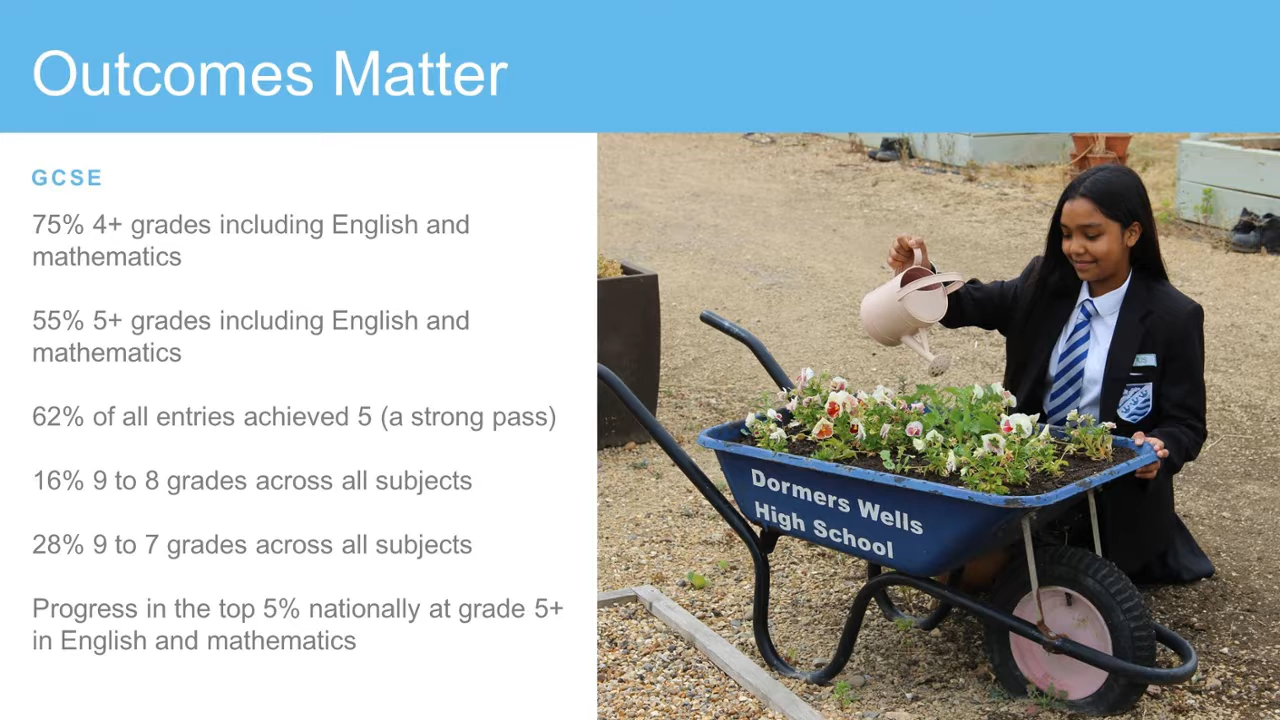 Outcomes Matter
GCSE
75% 4+ grades including English and
mathematics
55% 5+ grades including English and
mathematics
62% of all entries achieved 5 (a strong pass)
16% 9 to 8 grades across all subjects
28% 9 to 7 grades across all subjects
Progress in the top 5% nationally at grade 5+
in English and mathematics
Dormers Wells
High School